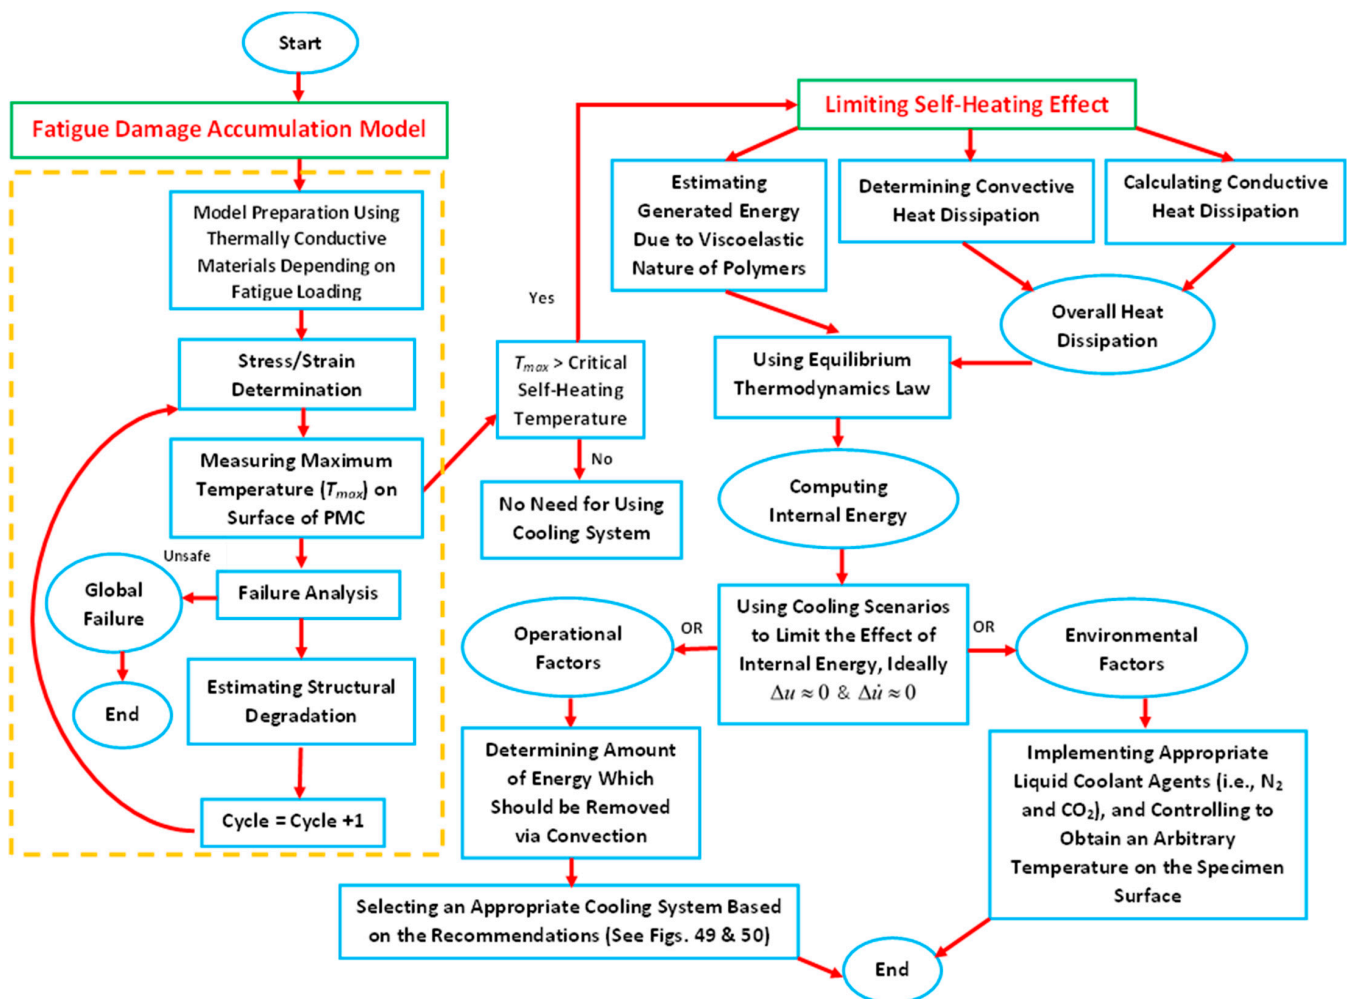 Start
Fatigue Damage Accumulation Model
Model Preparation Using
Thermally Conductive
Materials Depending on
Fatigue Loading
Stress/Strain
Determination
Measuring Maximum
Temperature (Tmax) on
Surface of PMC
Unsafe
Global
Failure
Failure Analysis
End
Estimating Structural
Degradation
Cycle = Cycle +1
Yes
Tmax > Critical
Self-Heating
Temperature
No
No Need for Using
Cooling System
Limiting Self-Heating Effect
Estimating
Generated Energy
Due to Viscoelastic
Nature of Polymers
Determining Convective
Heat Dissipation
Calculating Conductive
Heat Dissipation
Overall Heat
Dissipation
Using Equilibrium
Thermodynamics Law
Computing
Internal Energy
Using Cooling Scenarios
to Limit the Effect of
Internal Energy, Ideally
Δu ≈ 0 & Δu̇ ≈ 0
OR
OR
Operational
Factors
Environmental
Factors
Determining Amount
of Energy Which
Should be Removed
via Convection
Implementing Appropriate
Liquid Coolant Agents (i.e., N₂
and CO₂), and Controlling to
Obtain an Arbitrary
Temperature on the Specimen
Surface
Selecting an Appropriate Cooling System Based
on the Recommendations (See Figs. 49 & 50)
End